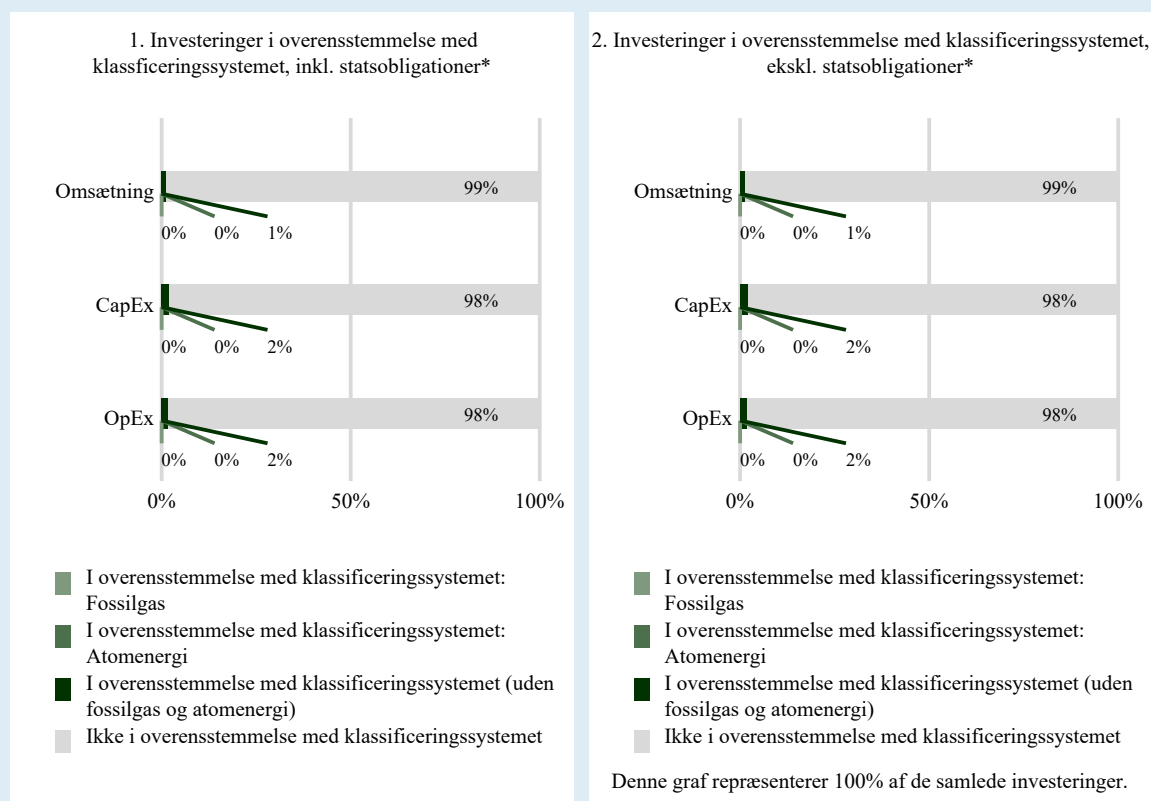 1. Investeringer i overensstemmelse med
klassficeringssystemet, inkl. statsobligationer*
Omsætning
99%
0% 0% 1%
CapEx
98%
0% 0% 2%
OpEx
98%
0% 0% 2%
0% 50% 100%
I overensstemmelse med klassificeringssystemet:
Fossilgas
I overensstemmelse med klassificeringssystemet:
Atomenergi
I overensstemmelse med klassificeringssystemet (uden
fossilgas og atomenergi)
Ikke i overensstemmelse med klassificeringssystemet
2. Investeringer i overensstemmelse med klassificeringssystemet,
ekskl. statsobligationer*
Omsætning
99%
0% 0% 1%
CapEx
98%
0% 0% 2%
OpEx
98%
0% 0% 2%
0% 50% 100%
I overensstemmelse med klassificeringssystemet:
Fossilgas
I overensstemmelse med klassificeringssystemet:
Atomenergi
I overensstemmelse med klassificeringssystemet (uden
fossilgas og atomenergi)
Ikke i overensstemmelse med klassificeringssystemet
Denne graf repræsenterer 100% af de samlede investeringer.